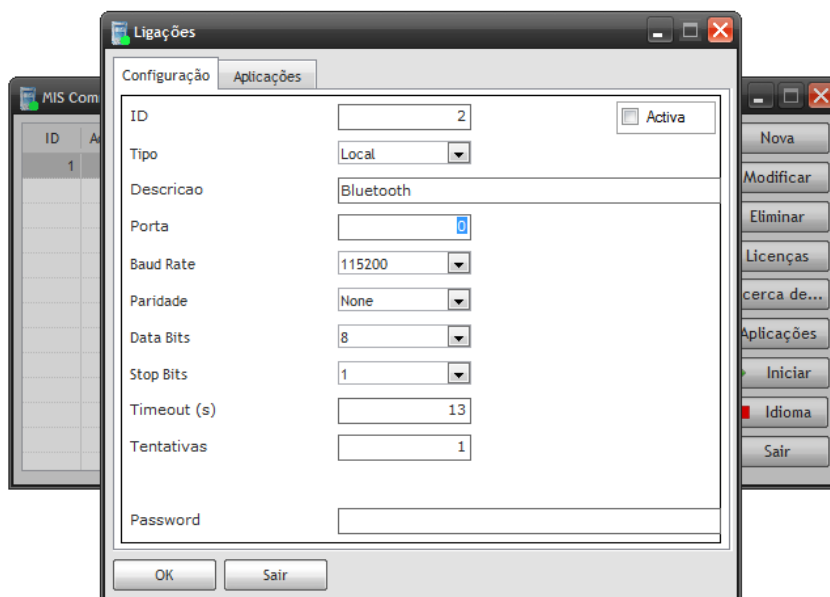 Ligações
Configuração Aplicações
ID 2 Activa
Tipo Local
Descricao Bluetooth
Porta 0
Baud Rate 115200
Paridade None
Data Bits 8
Stop Bits 1
Timeout (s) 13
Tentativas 1
Password
OK Sair
MIS Com
ID
1
Nova
Modificar
Eliminar
Licenças
cerca de...
Aplicações
Iniciar
Idioma
Sair